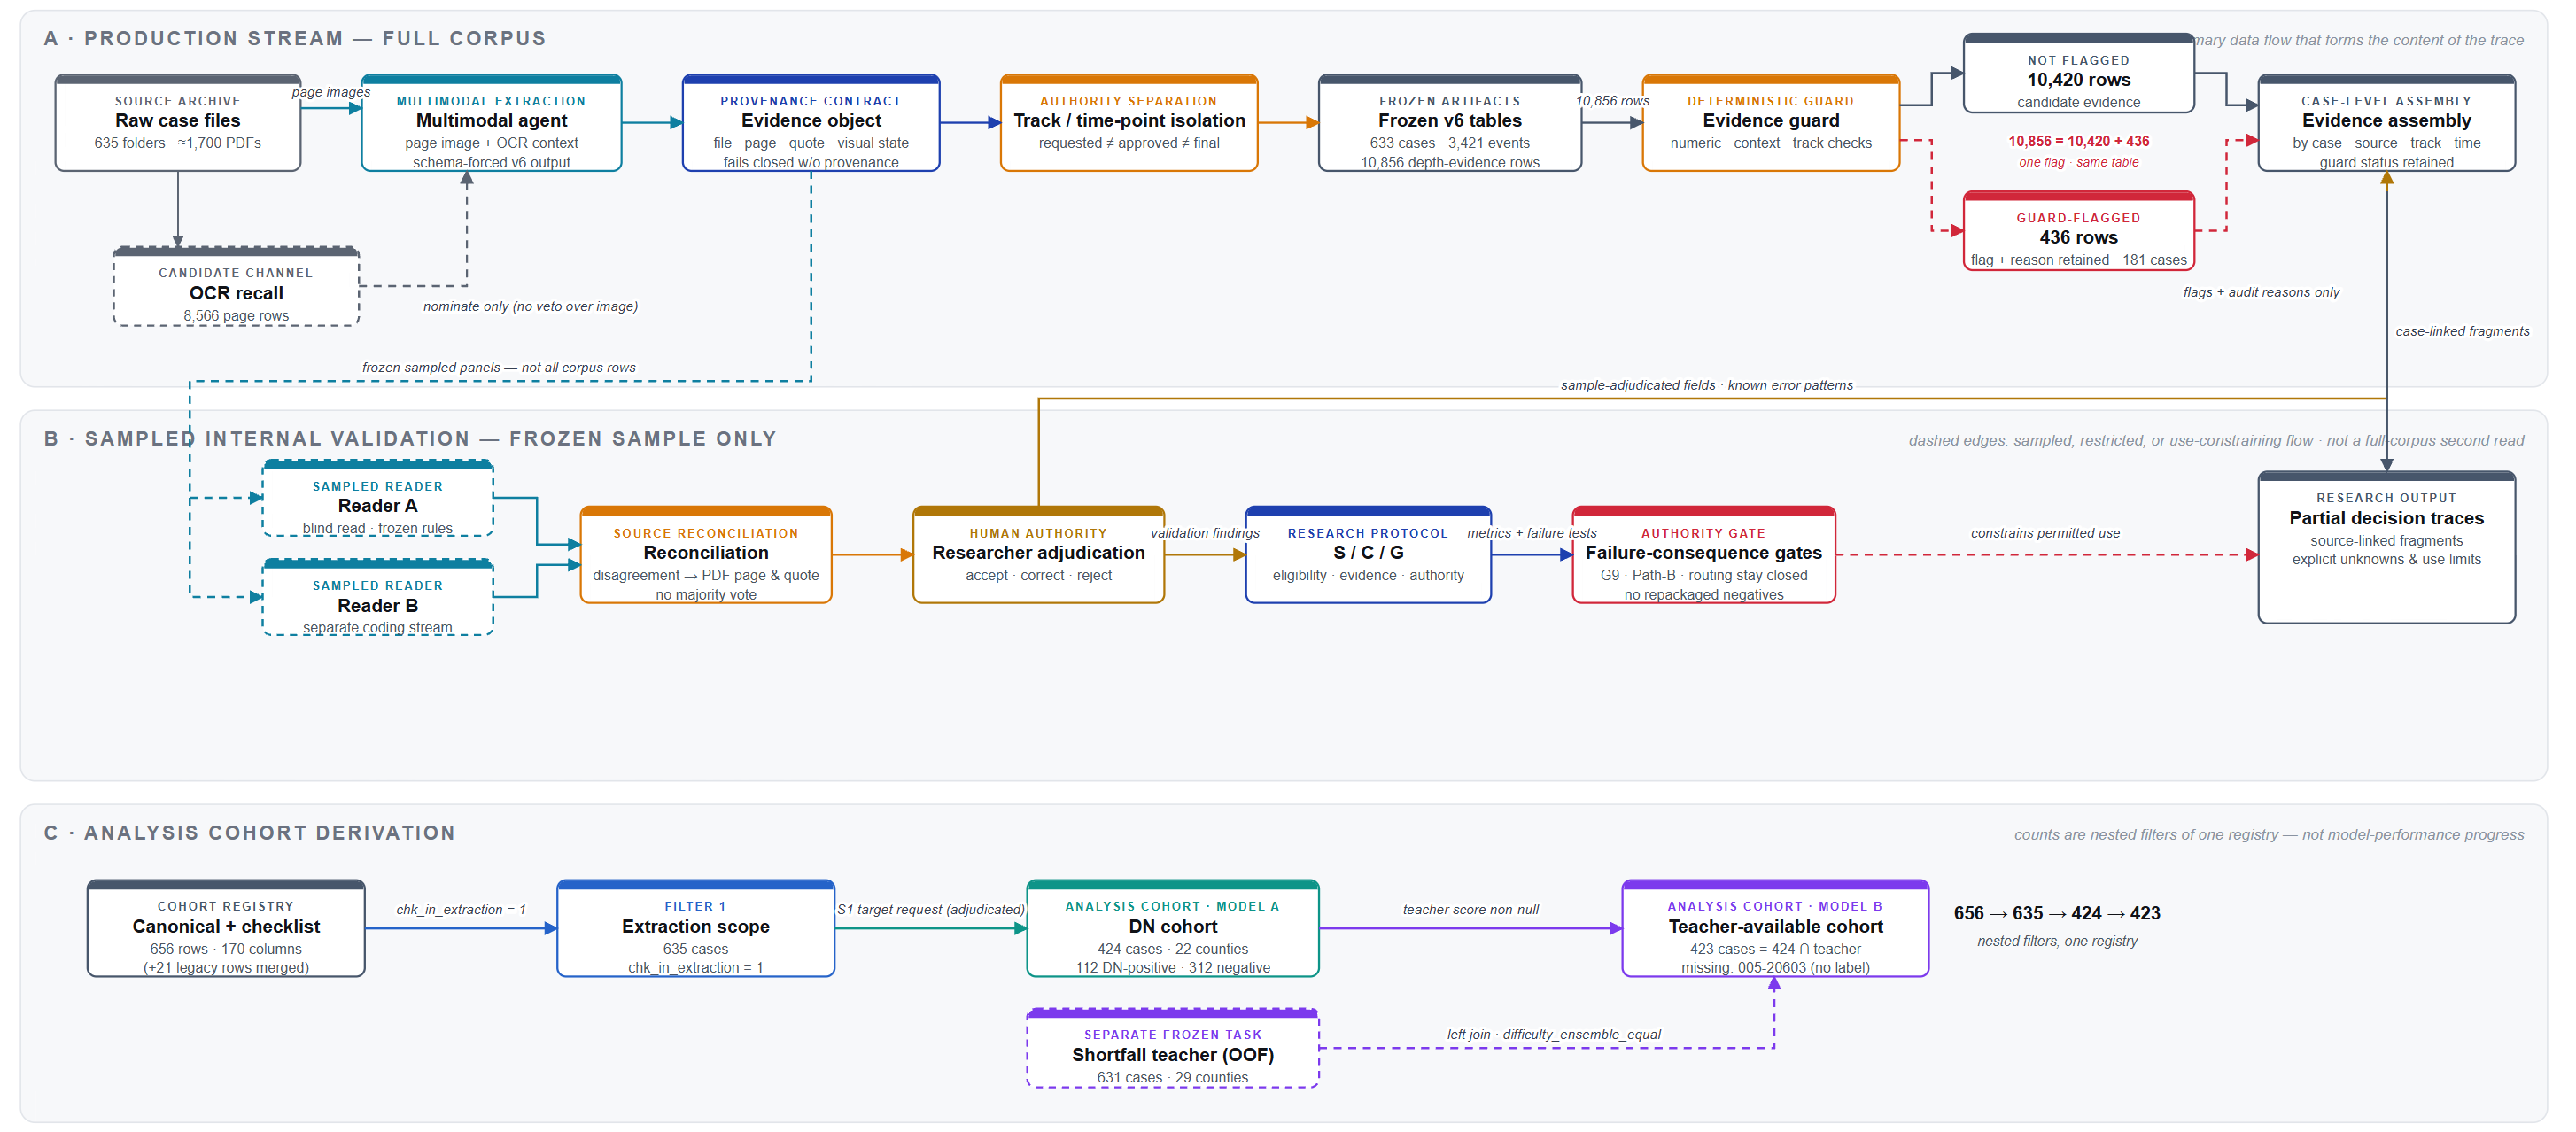 A · PRODUCTION STREAM — FULL CORPUS
data flow that forms the content of the trace
SOURCE ARCHIVE
Raw case files
635 folders · ≈1,700 PDFs
page images
MULTIMODAL EXTRACTION
Multimodal agent
page image + OCR context
schema-forced v6 output
PROVENANCE CONTRACT
Evidence object
file · page · quote · visual state
fails closed w/o provenance
AUTHORITY SEPARATION
Track / time-point isolation
requested ≠ approved ≠ final
FROZEN ARTIFACTS
Frozen v6 tables
633 cases · 3,421 events
10,856 depth-evidence rows
10,856 rows
DETERMINISTIC GUARD
Evidence guard
numeric · context · track checks
NOT FLAGGED
10,420 rows
candidate evidence
10,856 = 10,420 + 436
one flag · same table
GUARD-FLAGGED
436 rows
flag + reason retained · 181 cases
CASE-LEVEL ASSEMBLY
Evidence assembly
by case · source · track · time
guard status retained
CANDIDATE CHANNEL
OCR recall
8,566 page rows
nominate only (no veto over image)
flags + audit reasons only
case-linked fragments
frozen sampled panels — not all corpus rows
sample-adjudicated fields · known error patterns
B · SAMPLED INTERNAL VALIDATION — FROZEN SAMPLE ONLY
dashed edges: sampled, restricted, or use-constraining flow · not a full-corpus second read
SAMPLED READER
Reader A
blind read · frozen rules
SAMPLED READER
Reader B
separate coding stream
SOURCE RECONCILIATION
Reconciliation
disagreement → PDF page & quote
no majority vote
HUMAN AUTHORITY
Researcher adjudication
accept · correct · reject
validation findings
RESEARCH PROTOCOL
S / C / G
eligibility · evidence · authority
metrics + failure tests
AUTHORITY GATE
Failure-consequence gates
G9 · Path-B · routing stay closed
no repackaged negatives
constrains permitted use
RESEARCH OUTPUT
Partial decision traces
source-linked fragments
explicit unknowns & use limits
C · ANALYSIS COHORT DERIVATION
counts are nested filters of one registry — not model-performance progress
COHORT REGISTRY
Canonical + checklist
656 rows · 170 columns
(+21 legacy rows merged)
chk_in_extraction = 1
FILTER 1
Extraction scope
635 cases
chk_in_extraction = 1
S1 target request (adjudicated)
ANALYSIS COHORT · MODEL A
DN cohort
424 cases · 22 counties
112 DN-positive · 312 negative
teacher score non-null
ANALYSIS COHORT · MODEL B
Teacher-available cohort
423 cases = 424 ∩ teacher
missing: 005-20603 (no label)
656 → 635 → 424 → 423
nested filters, one registry
SEPARATE FROZEN TASK
Shortfall teacher (OOF)
631 cases · 29 counties
left join · difficulty_ensemble_equal